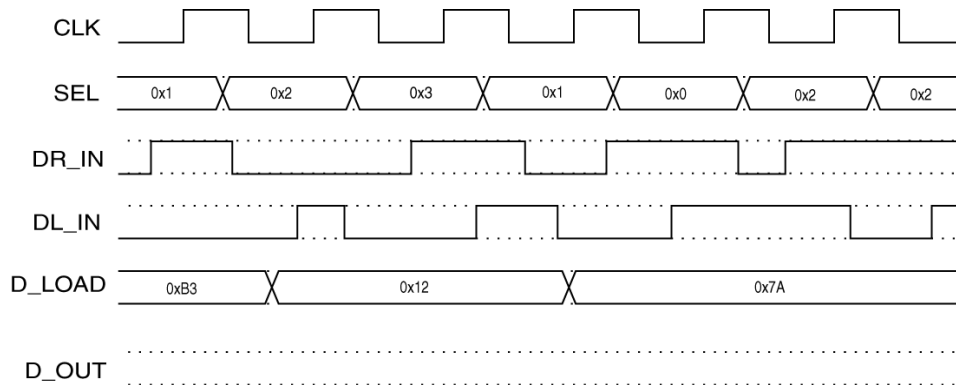 CLK
SEL 0x1 0x2 0x3 0x1 0x0 0x2 0x2
DR_IN
DL_IN
D_LOAD 0xB3 0x12 0x7A
D_OUT